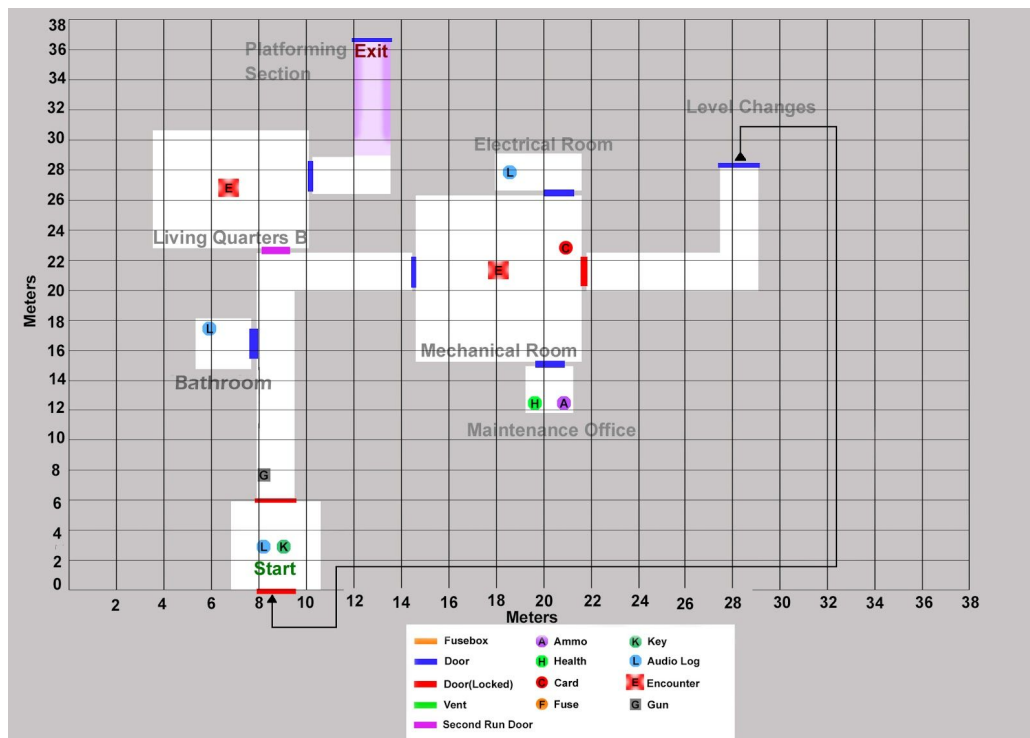 38
36
34
32
30
28
26
24
22
20
18
16
14
12
10
8
6
4
2
0
Meters
Platforming
Section
Exit
Level Changes
Electrical Room
L
E
Living Quarters B
C
E
L
Mechanical Room
Bathroom
H
A
Maintenance Office
G
L
K
Start
2
4
6
8
10
12
14
16
18
20
22
24
26
28
30
32
34
36
38
Meters
Fusebox
Door
Door(Locked)
Vent
Second Run Door
A Ammo
H Health
C Card
F Fuse
K Key
L Audio Log
E Encounter
G Gun